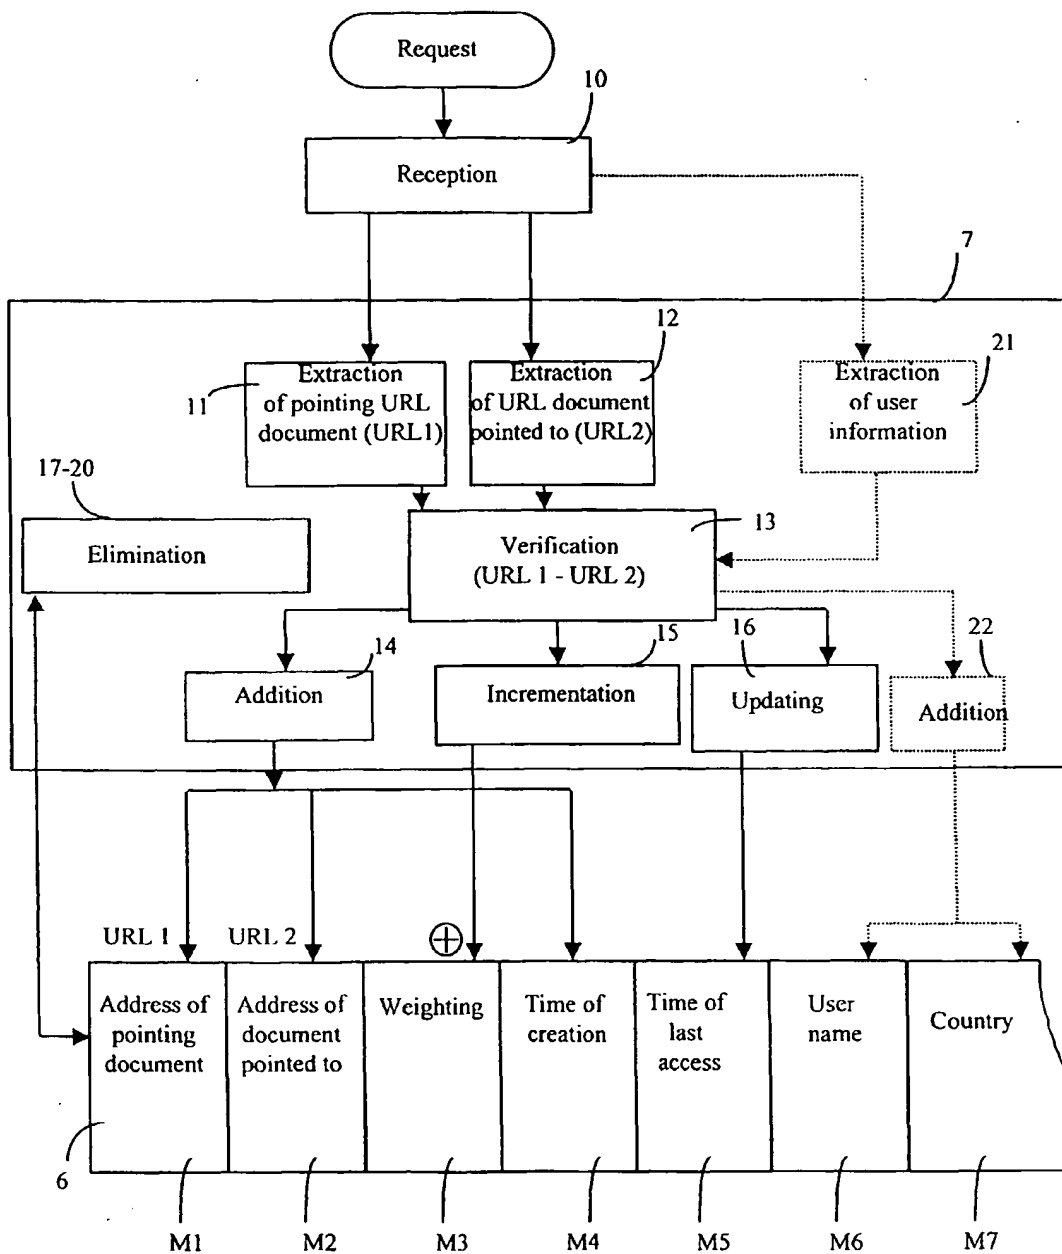 Request
10
Reception
7
12
21
Extraction
of pointing URL
document (URL1)
11
Extraction
of URL document
pointed to (URL2)
Extraction
of user
information
17-20
Elimination
13
Verification
(URL 1 - URL 2)
14
Addition
15
Incrementation
16
Updating
22
Addition
URL 1
URL 2
Address of
pointing
document
Address of
document
pointed to
Weighting
Time of
creation
Time of
last
access
User
name
Country
6
M1
M2
M3
M4
M5
M6
M7